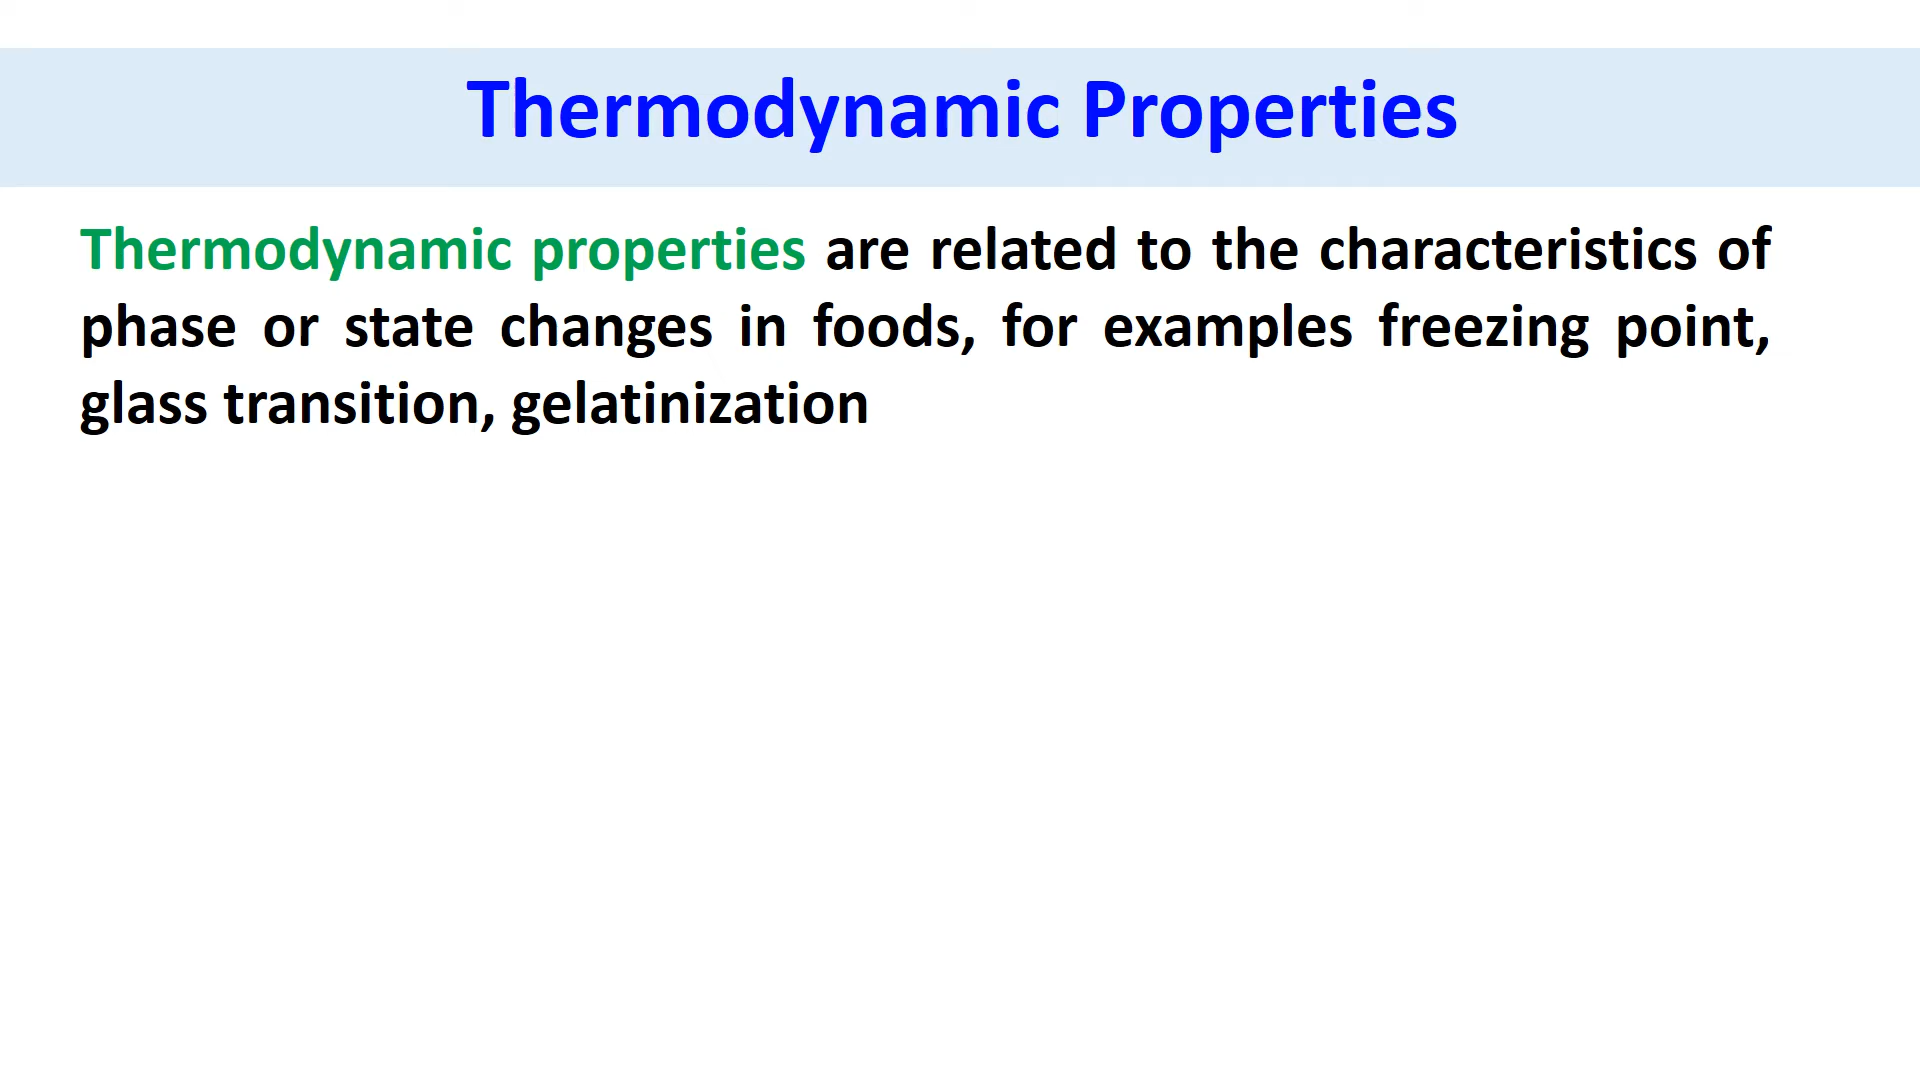 Thermodynamic Properties
Thermodynamic properties are related to the characteristics of
phase or state changes in foods, for examples freezing point,
glass transition, gelatinization